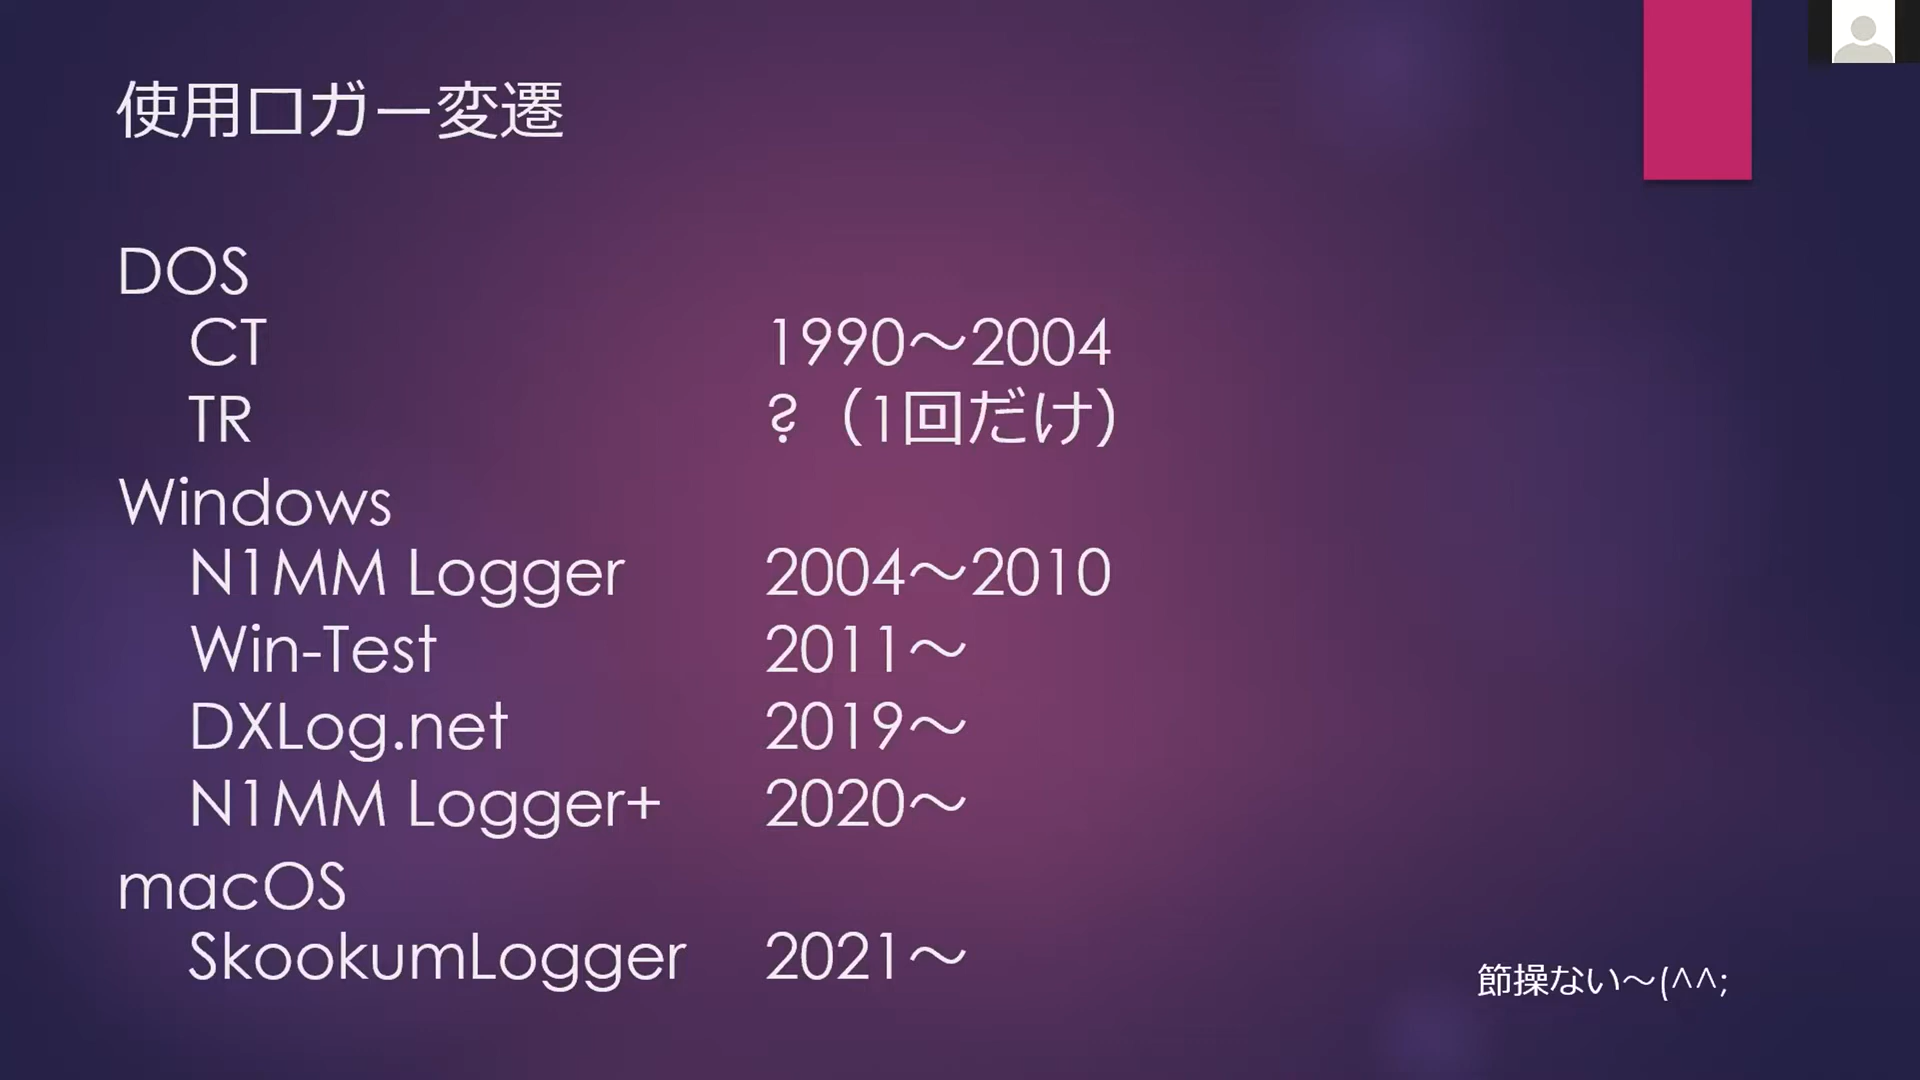 使用ロガー変遷
DOS
CT 1990～2004
TR ?（1回だけ）
Windows
N1MM Logger 2004～2010
Win-Test 2011～
DXLog.net 2019～
N1MM Logger+ 2020～
macOS
SkookumLogger 2021～
節操ない～(^^;